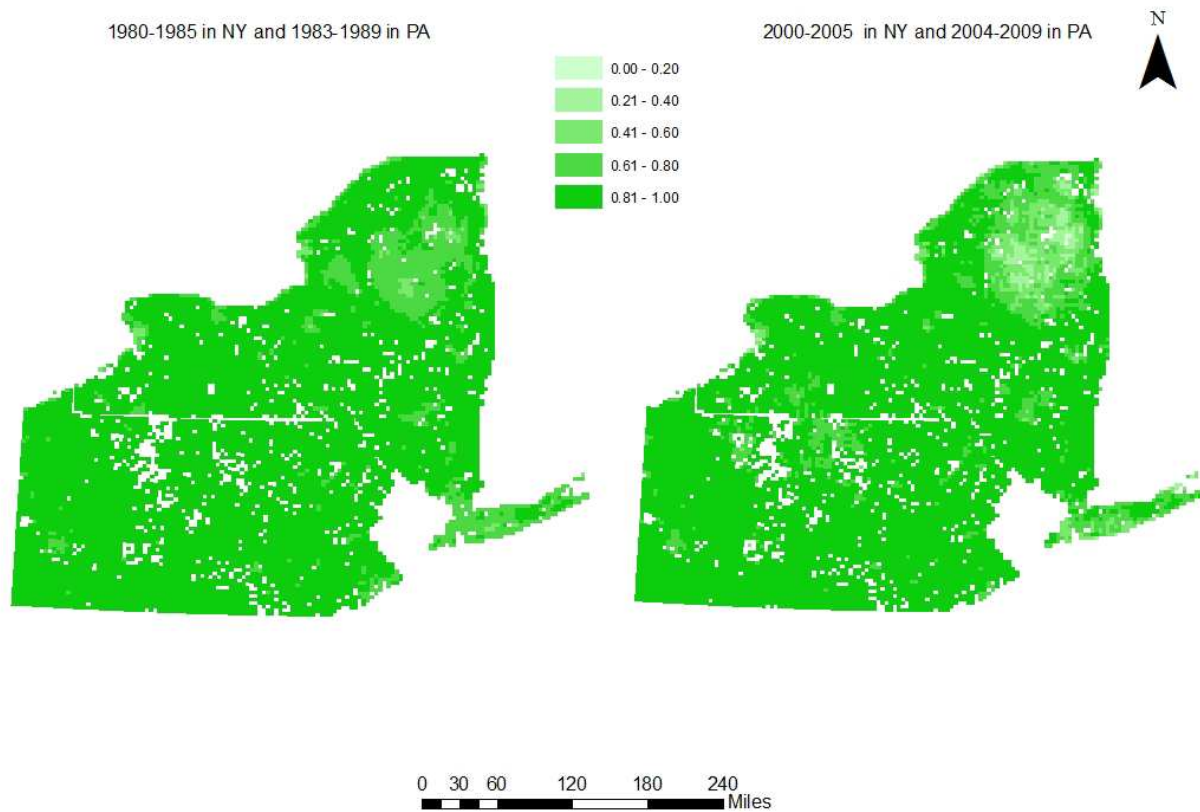 1980-1985 in NY and 1983-1989 in PA
2000-2005 in NY and 2004-2009 in PA
N
0.00 - 0.20
0.21 - 0.40
0.41 - 0.60
0.61 - 0.80
0.81 - 1.00
0 30 60 120 180 240
Miles